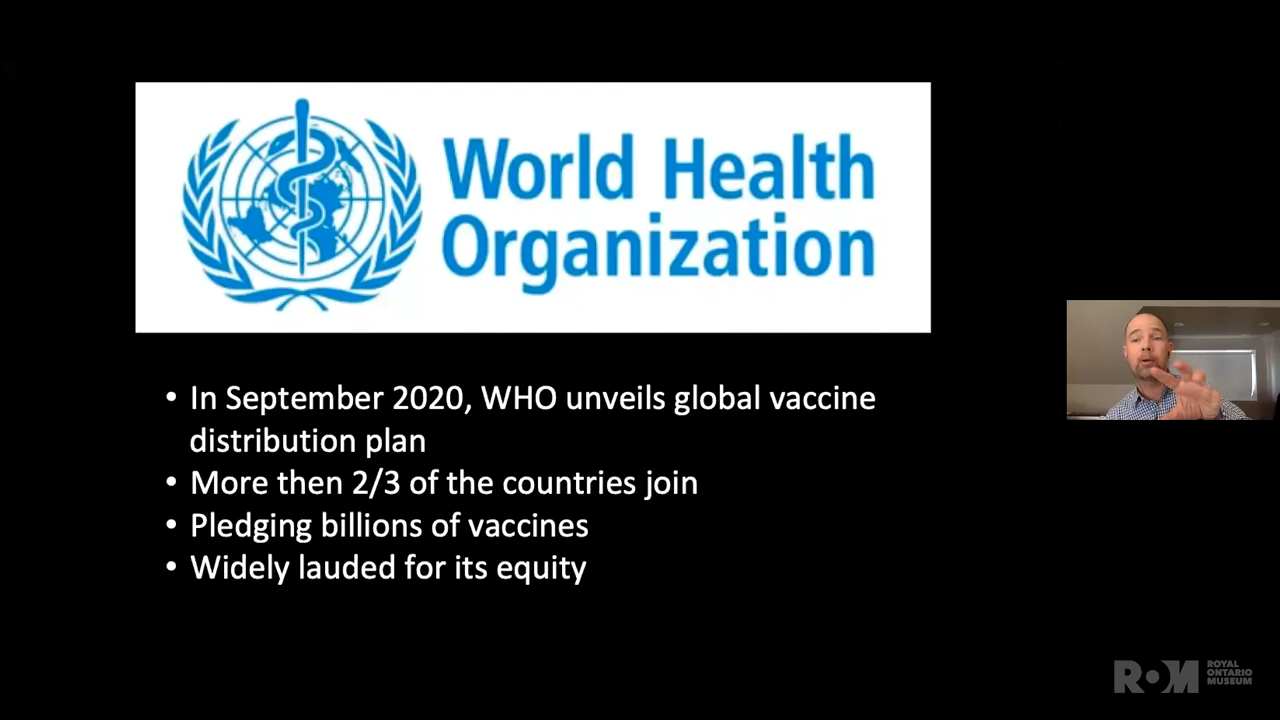 World Health
Organization
• In September 2020, WHO unveils global vaccine
distribution plan
• More then 2/3 of the countries join
• Pledging billions of vaccines
• Widely lauded for its equity
ROM
ROYAL
ONTARIO
MUSEUM